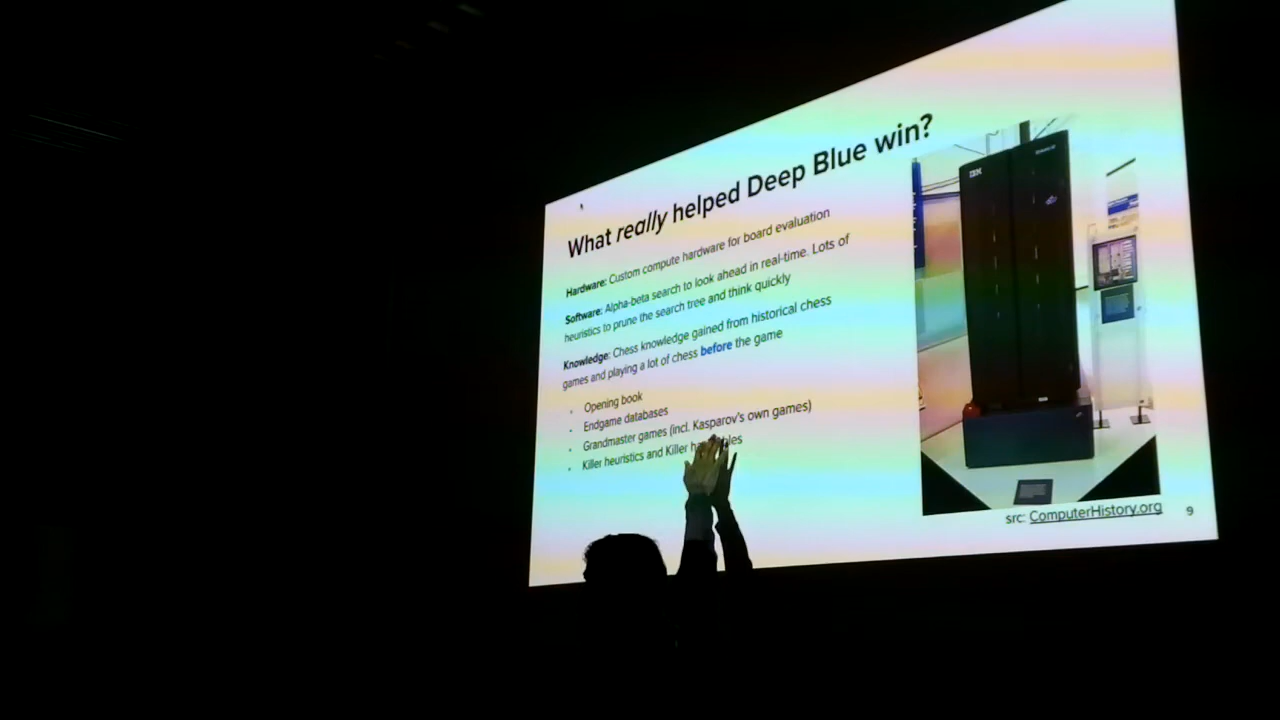 What really helped Deep Blue win?
Hardware: Custom compute hardware for board evaluation
Software: Alpha-beta search to look ahead in real-time. Lots of
heuristics to prune the search tree and think quickly
Knowledge: Chess knowledge gained from historical chess
games and playing a lot of chess before the game
Opening book
Endgame databases
Grandmaster games (incl. Kasparov's own games)
Killer heuristics and Killer
IBM
src: ComputerHistory.org
9